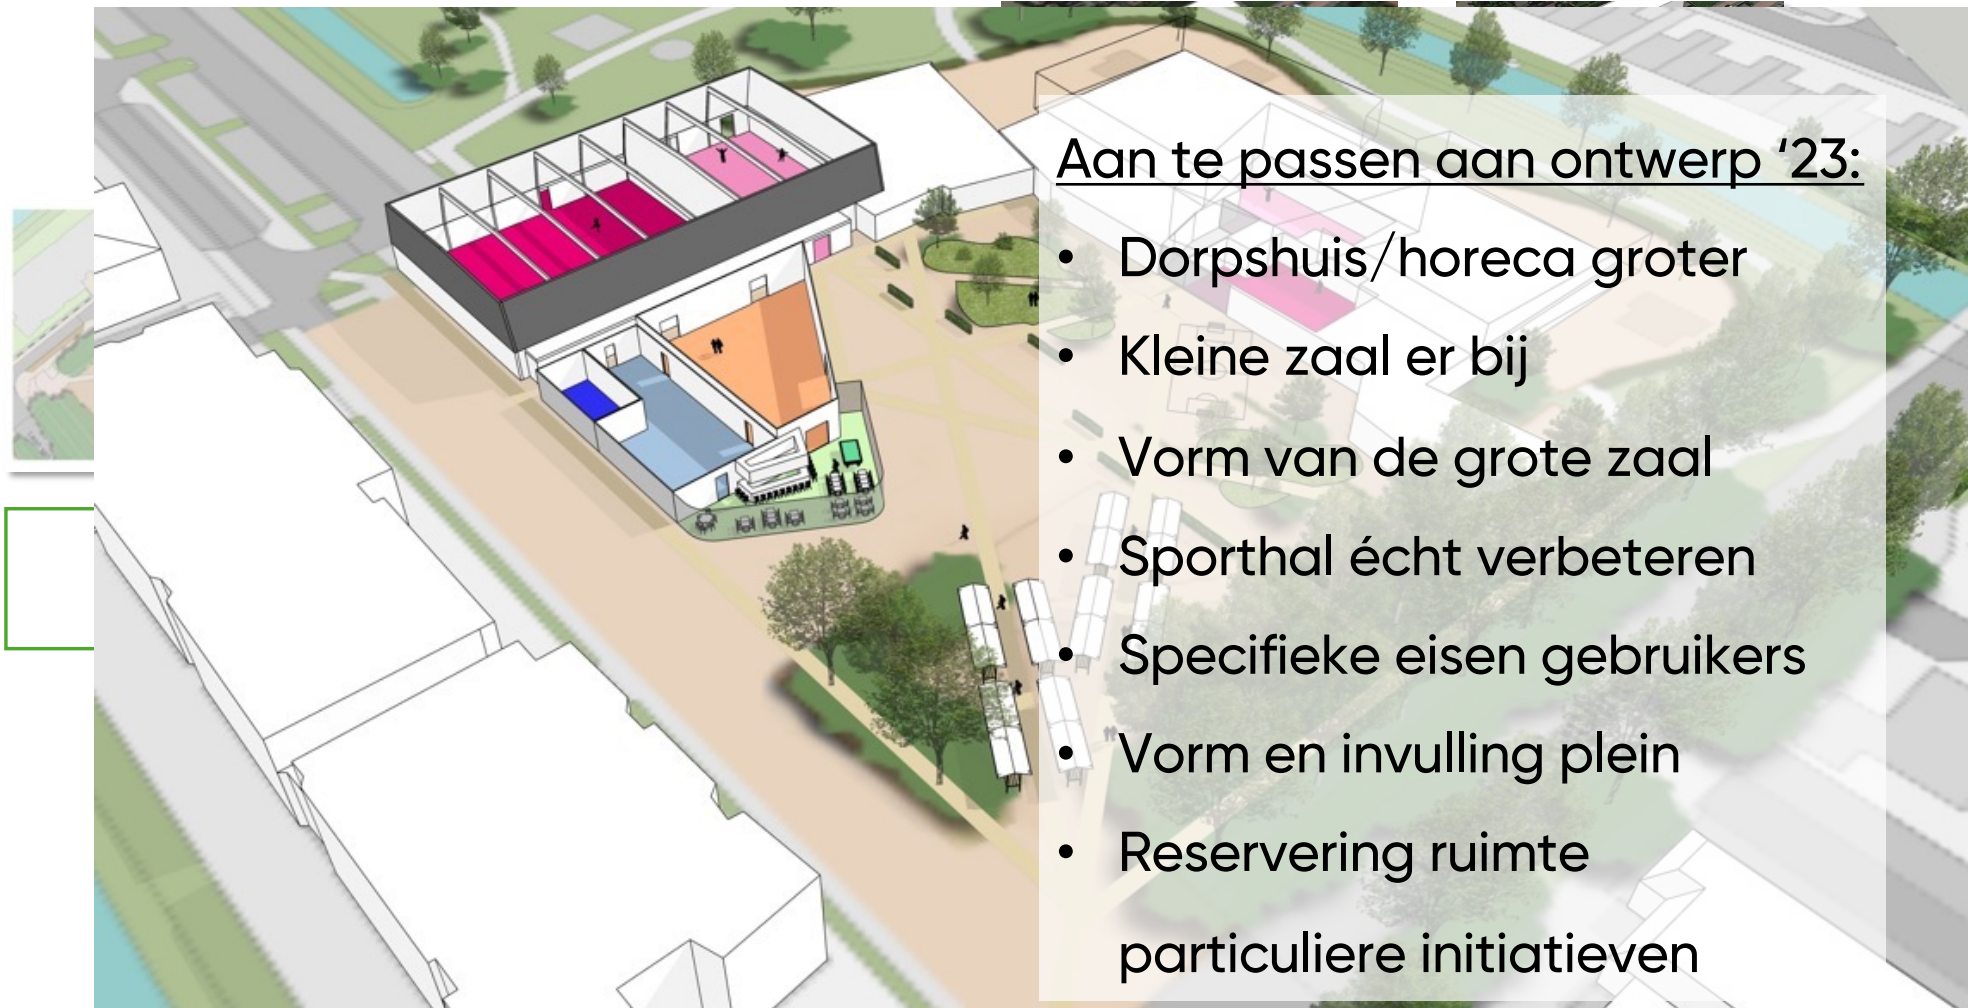 Aan te passen aan ontwerp ‘23:
• Dorpshuis/horeca groter
• Kleine zaal er bij
• Vorm van de grote zaal
• Sporthal écht verbeteren
• Specifieke eisen gebruikers
• Vorm en invulling plein
• Reservering ruimte
particuliere initiatieven